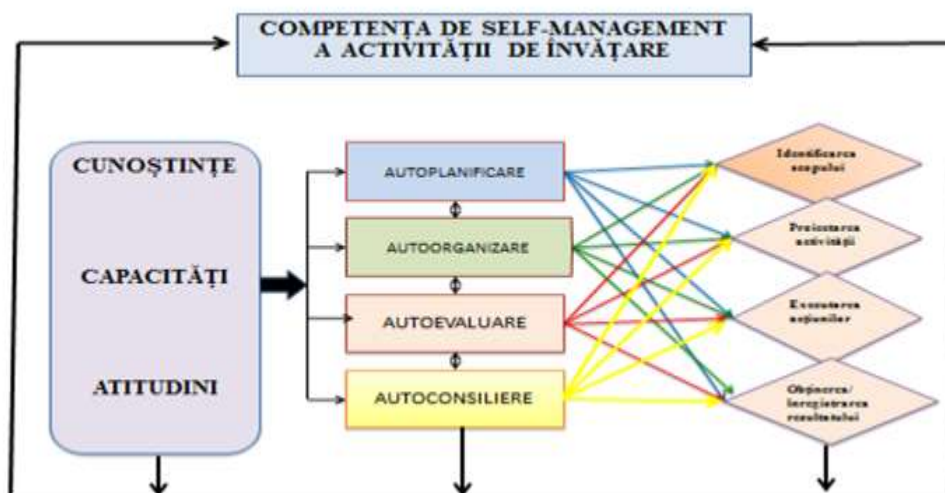 COMPETENȚA DE SELF-MANAGEMENT
A ACTIVITĂȚII DE ÎNVĂȚARE
CUNOȘTINȚE
CAPACITĂȚI
ATITUDINI
AUTOPLANIFICARE
AUTOORGANIZARE
AUTOEVALUARE
AUTOCONSILIERE
Identificarea
scopului
Proiectarea
activității
Executarea
acțiunilor
Obținerea/
înregistrarea
rezultatului